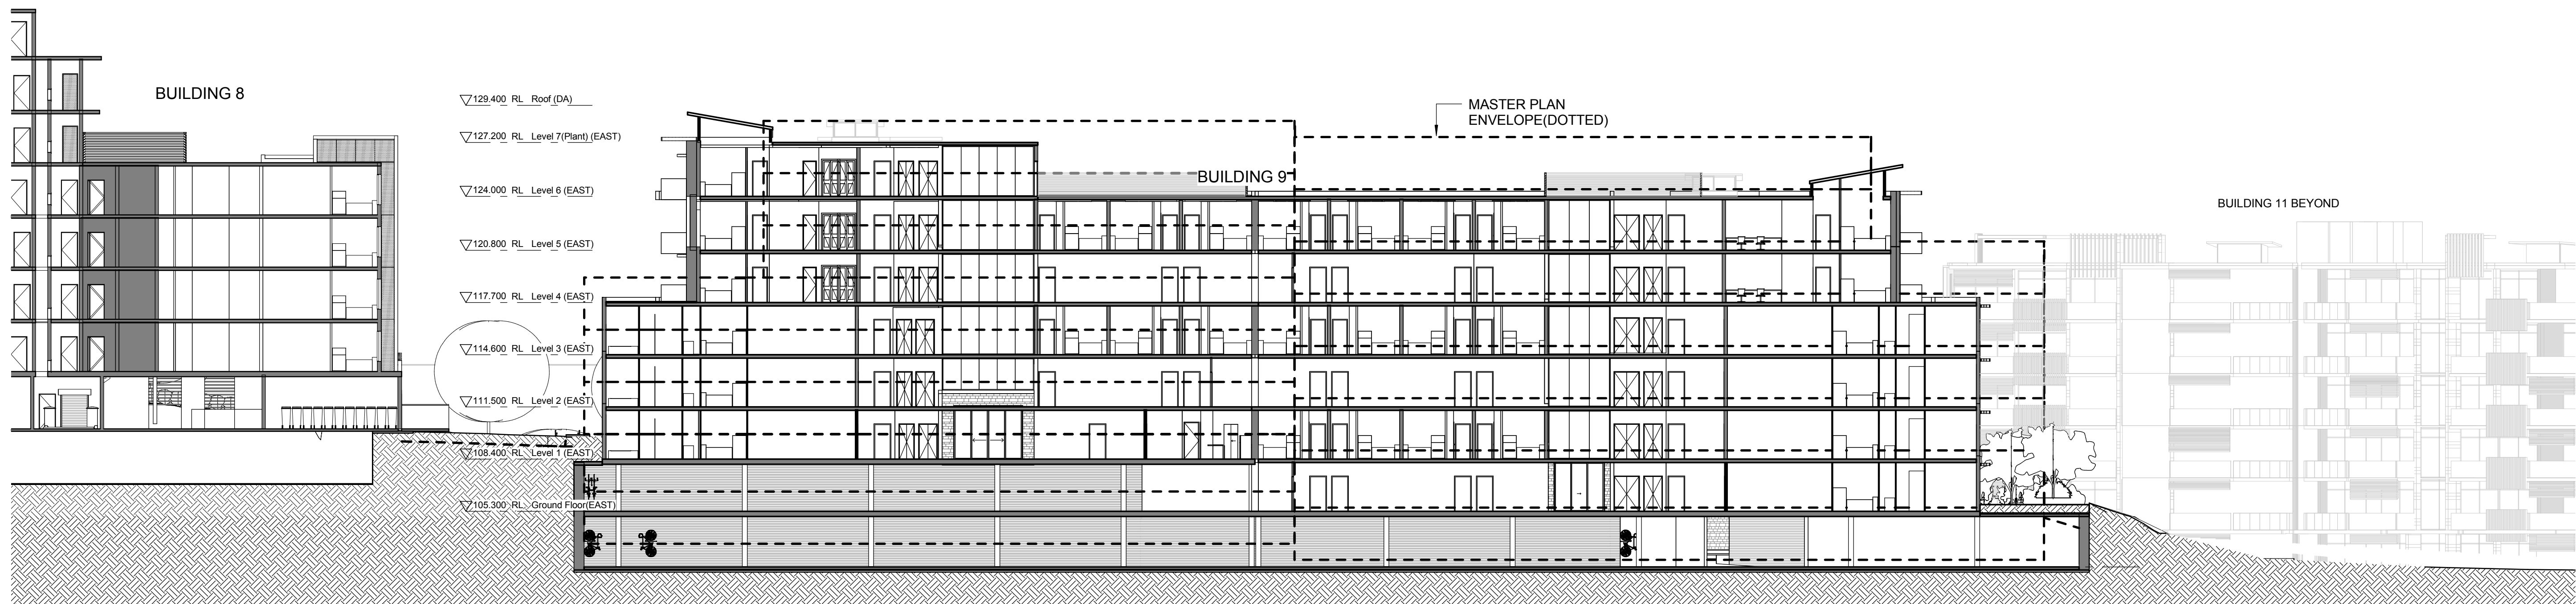 BUILDING 8
129.400 RL Roof (DA)
127.200 RL Level 7(Plant) (EAST)
124.000 RL Level 6 (EAST)
120.800 RL Level 5 (EAST)
117.700 RL Level 4 (EAST)
114.600 RL Level 3 (EAST)
111.500 RL Level 2 (EAST)
108.400 RL Level 1 (EAST)
105.300 RL Ground Floor(EAST)
MASTER PLAN
ENVELOPE(DOTTED)
BUILDING 9
BUILDING 11 BEYOND